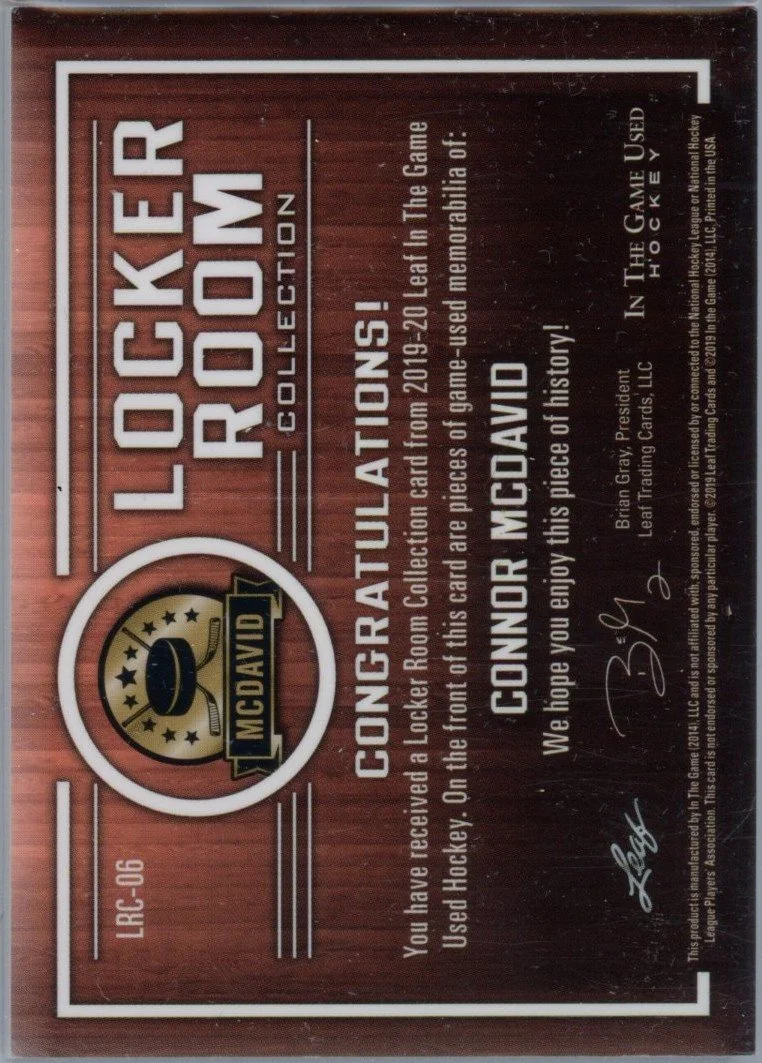 LRC-06
MCDAVID
LOCKER
ROOM
COLLECTION
CONGRATULATIONS!
You have received a Locker Room Collection card from 2019-20 Leaf In The Game
Used Hockey. On the front of this card are pieces of game-used memorabilia of:
CONNOR MCDAVID
We hope you enjoy this piece of history!
Leaf
Brian Gray, President
Leaf Trading Cards, LLC
IN THE GAME USED
HOCKEY
This product is manufactured by In The Game (2014), LLC and is not affiliated with, sponsored, endorsed or licensed by or connected to the National Hockey League or National Hockey
League Players' Association. This card is not endorsed or sponsored by any particular player. ©2019 Leaf Trading Cards and ©2019 In the Game (2014), LLC. Printed in the USA.